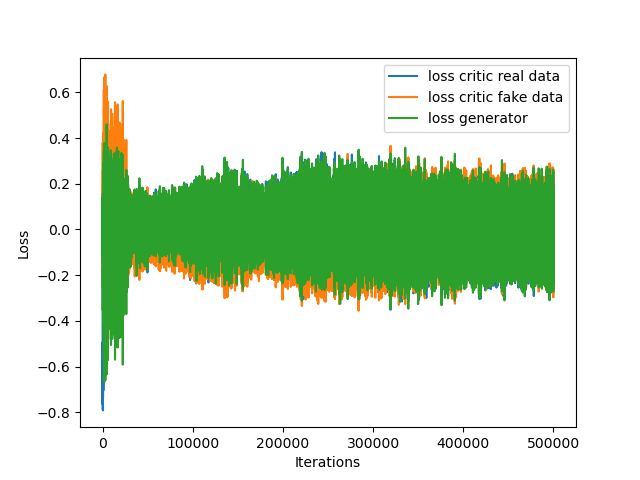 loss critic real data
loss critic fake data
loss generator
0.6
0.4
0.2
0.0
−0.2
−0.4
−0.6
−0.8
Loss
0 100000 200000 300000 400000 500000
Iterations